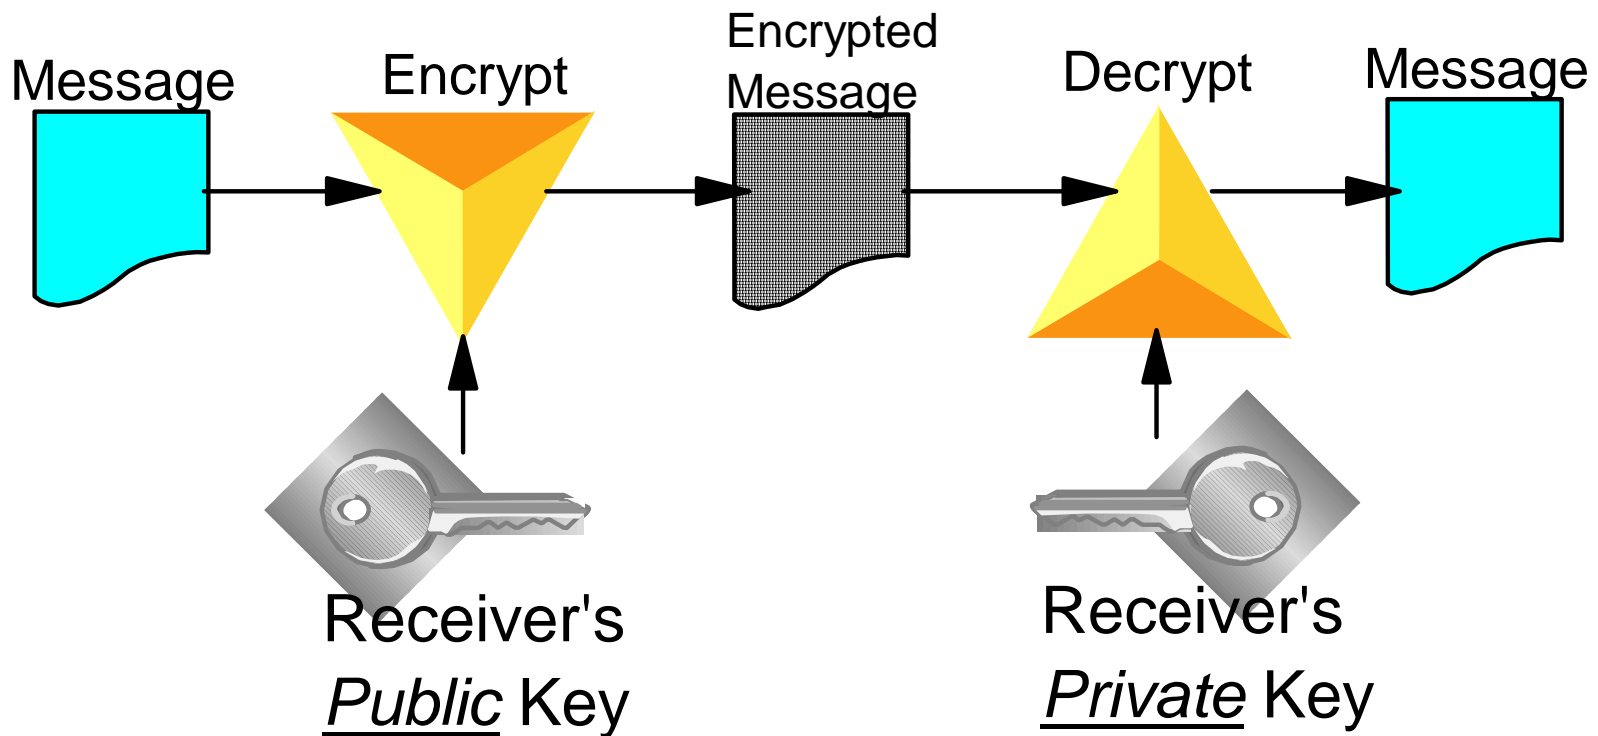 Message
Encrypt
Encrypted
Message
Decrypt
Message
Receiver's
Public Key
Receiver's
Private Key